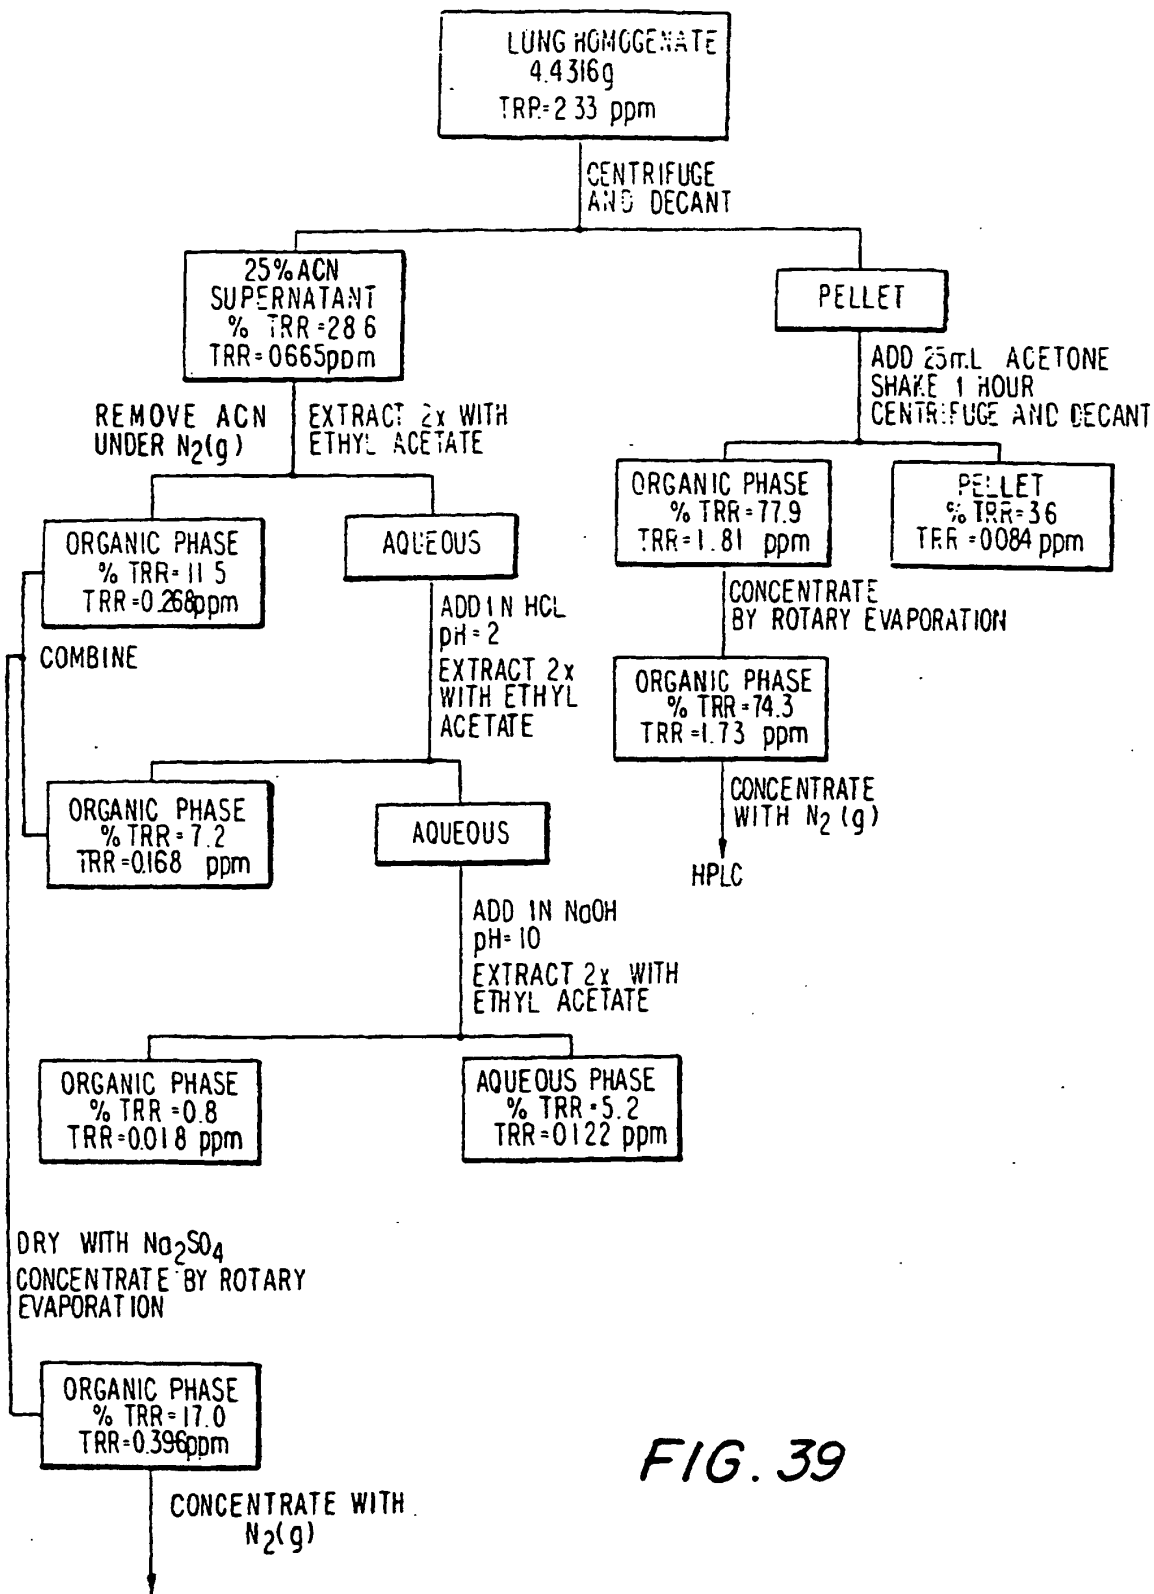 LUNG HOMOGENATE
4.4316g
TRR=2.33 ppm
CENTRIFUGE
AND DECANT
25% ACN
SUPERNATANT
% TRR=28.6
TRR=0.665ppm
PELLET
REMOVE ACN
UNDER N2(g)
EXTRACT 2x WITH
ETHYL ACETATE
ADD 25mL ACETONE
SHAKE 1 HOUR
CENTRIFUGE AND DECANT
ORGANIC PHASE
% TRR=11.5
TRR=0.268ppm
AQUEOUS
ORGANIC PHASE
% TRR=77.9
TRR=1.81 ppm
PELLET
% TRR=3.6
TRR=0.084 ppm
COMBINE
ADD 1N HCL
pH=2
EXTRACT 2x
WITH ETHYL
ACETATE
CONCENTRATE
BY ROTARY EVAPORATION
ORGANIC PHASE
% TRR=74.3
TRR=1.73 ppm
ORGANIC PHASE
% TRR=7.2
TRR=0.168 ppm
AQUEOUS
CONCENTRATE
WITH N2(g)
HPLC
ADD 1N NaOH
pH=10
EXTRACT 2x WITH
ETHYL ACETATE
ORGANIC PHASE
% TRR=0.8
TRR=0.018 ppm
AQUEOUS PHASE
% TRR=5.2
TRR=0.122 ppm
DRY WITH Na2SO4
CONCENTRATE BY ROTARY
EVAPORATION
ORGANIC PHASE
% TRR=17.0
TRR=0.396ppm
CONCENTRATE WITH
N2(g)
FIG. 39